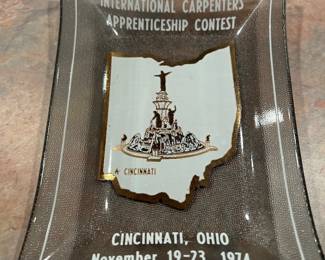 INTERNATIONAL CARPENTERS
APPRENTICESHIP CONTEST
CINCINNATI
CINCINNATI, OHIO
November 19-23, 1974